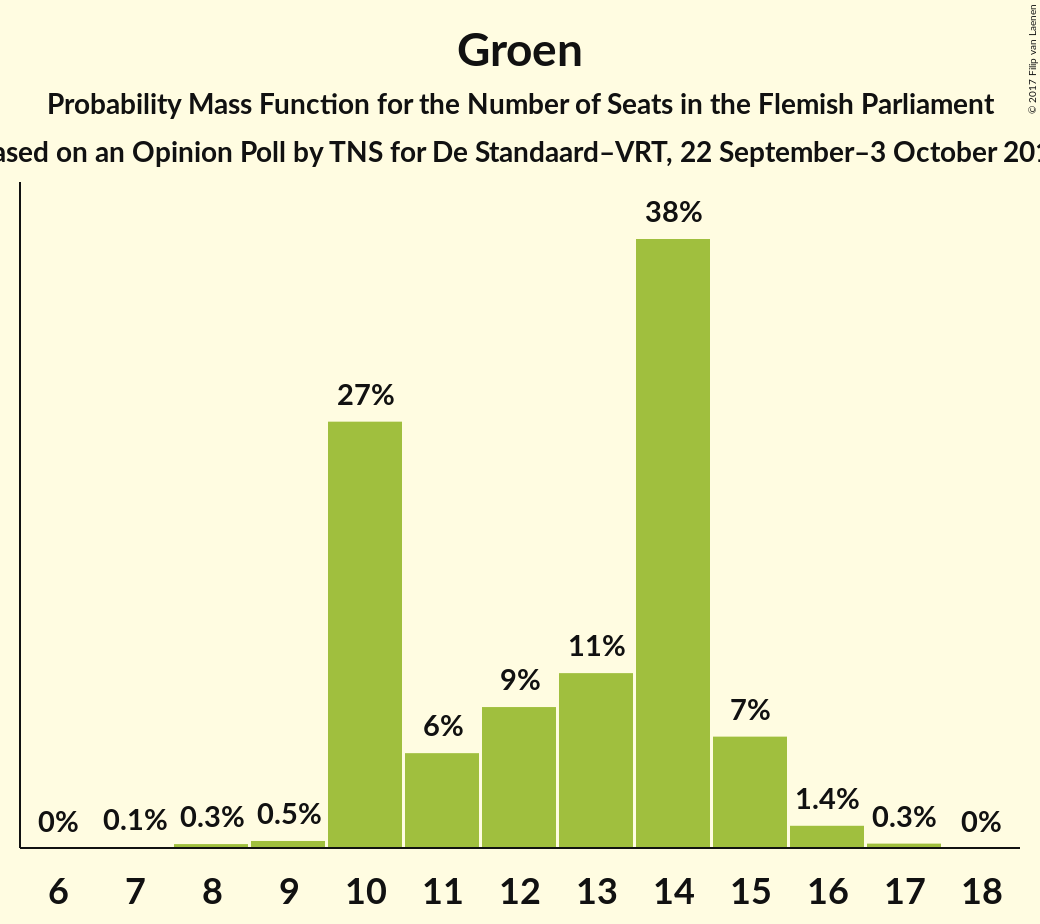 Groen
Probability Mass Function for the Number of Seats in the Flemish Parliament
on an Opinion Poll by TNS for De Standaard–VRT, 22 September–3 October
© 2017 Filip van Laenen
38%
27%
11%
9%
7%
6%
1.4%
0.5%
0.3%
0.3%
0.1%
0%
0%
6 7 8 9 10 11 12 13 14 15 16 17 18